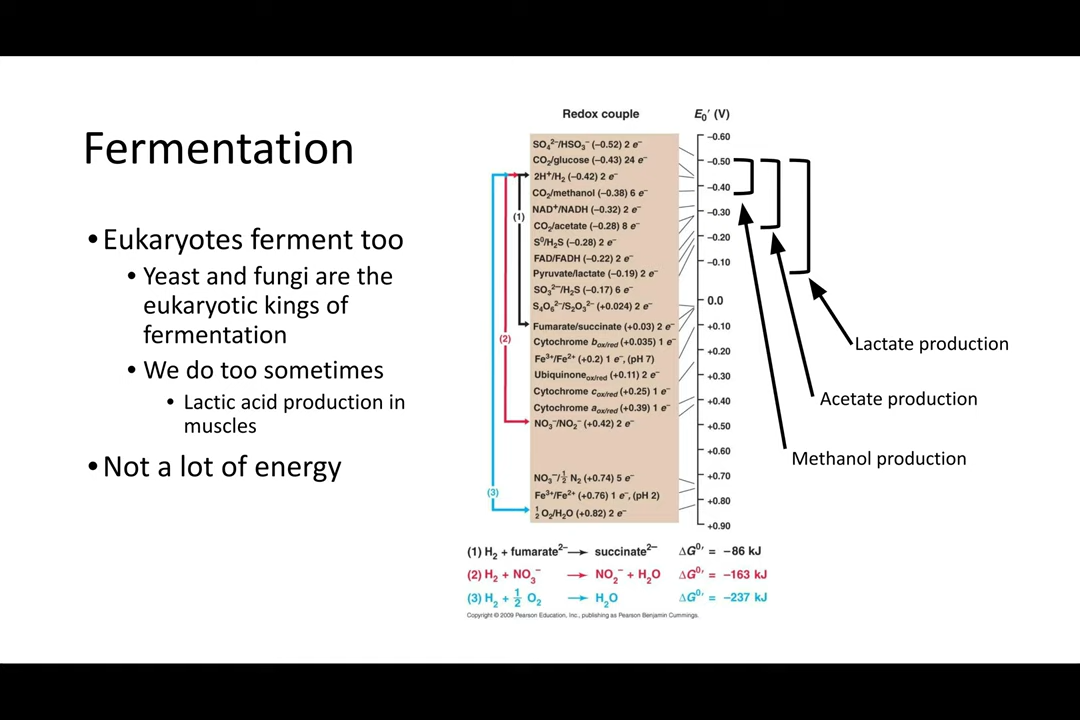 Fermentation
•Eukaryotes ferment too
• Yeast and fungi are the
eukaryotic kings of
fermentation
• We do too sometimes
• Lactic acid production in
muscles
•Not a lot of energy
Redox couple
E₀′ (V)
SO₄²⁻/HSO₃⁻ (−0.52) 2 e⁻
CO₂/glucose (−0.43) 24 e⁻
2H⁺/H₂ (−0.42) 2 e⁻
CO₂/methanol (−0.38) 6 e⁻
NAD⁺/NADH (−0.32) 2 e⁻
CO₂/acetate (−0.28) 8 e⁻
S⁰/H₂S (−0.28) 2 e⁻
FAD/FADH (−0.22) 2 e⁻
Pyruvate/lactate (−0.19) 2 e⁻
SO₃²⁻/H₂S (−0.17) 6 e⁻
S₄O₆²⁻/S₂O₃²⁻ (+0.024) 2 e⁻
Fumarate/succinate (+0.03) 2 e⁻
Cytochrome b ox/red (+0.035) 1 e⁻
Fe³⁺/Fe²⁺ (+0.2) 1 e⁻, (pH 7)
Ubiquinone ox/red (+0.11) 2 e⁻
Cytochrome c ox/red (+0.25) 1 e⁻
Cytochrome a ox/red (+0.39) 1 e⁻
NO₃⁻/NO₂⁻ (+0.42) 2 e⁻
NO₃⁻/½ N₂ (+0.74) 5 e⁻
Fe³⁺/Fe²⁺ (+0.76) 1 e⁻, (pH 2)
½ O₂/H₂O (+0.82) 2 e⁻
(1)
(2)
(3)
−0.60
−0.50
−0.40
−0.30
−0.20
−0.10
0.0
+0.10
+0.20
+0.30
+0.40
+0.50
+0.60
+0.70
+0.80
+0.90
Lactate production
Acetate production
Methanol production
(1) H₂ + fumarate²⁻ → succinate²⁻ ΔG⁰′ = −86 kJ
(2) H₂ + NO₃⁻ → NO₂⁻ + H₂O ΔG⁰′ = −163 kJ
(3) H₂ + ½ O₂ → H₂O ΔG⁰′ = −237 kJ
Copyright © 2009 Pearson Education, Inc., publishing as Pearson Benjamin Cummings.